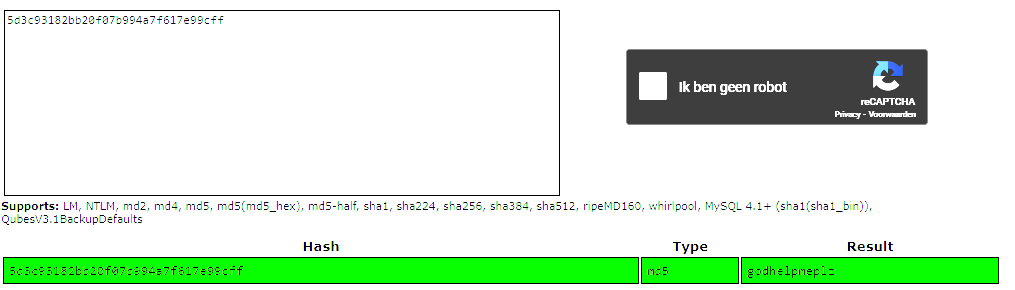 5d3c93182bb20f07b994a7f617e99cff
Ik ben geen robot
reCAPTCHA
Privacy - Voorwaarden
Supports: LM, NTLM, md2, md4, md5, md5(md5_hex), md5-half, sha1, sha224, sha256, sha384, sha512, ripeMD160, whirlpool, MySQL 4.1+ (sha1(sha1_bin)),
QubesV3.1BackupDefaults
Hash Type Result
5d3c93182bb20f07b994a7f617e99cff md5 godhelpmeplz